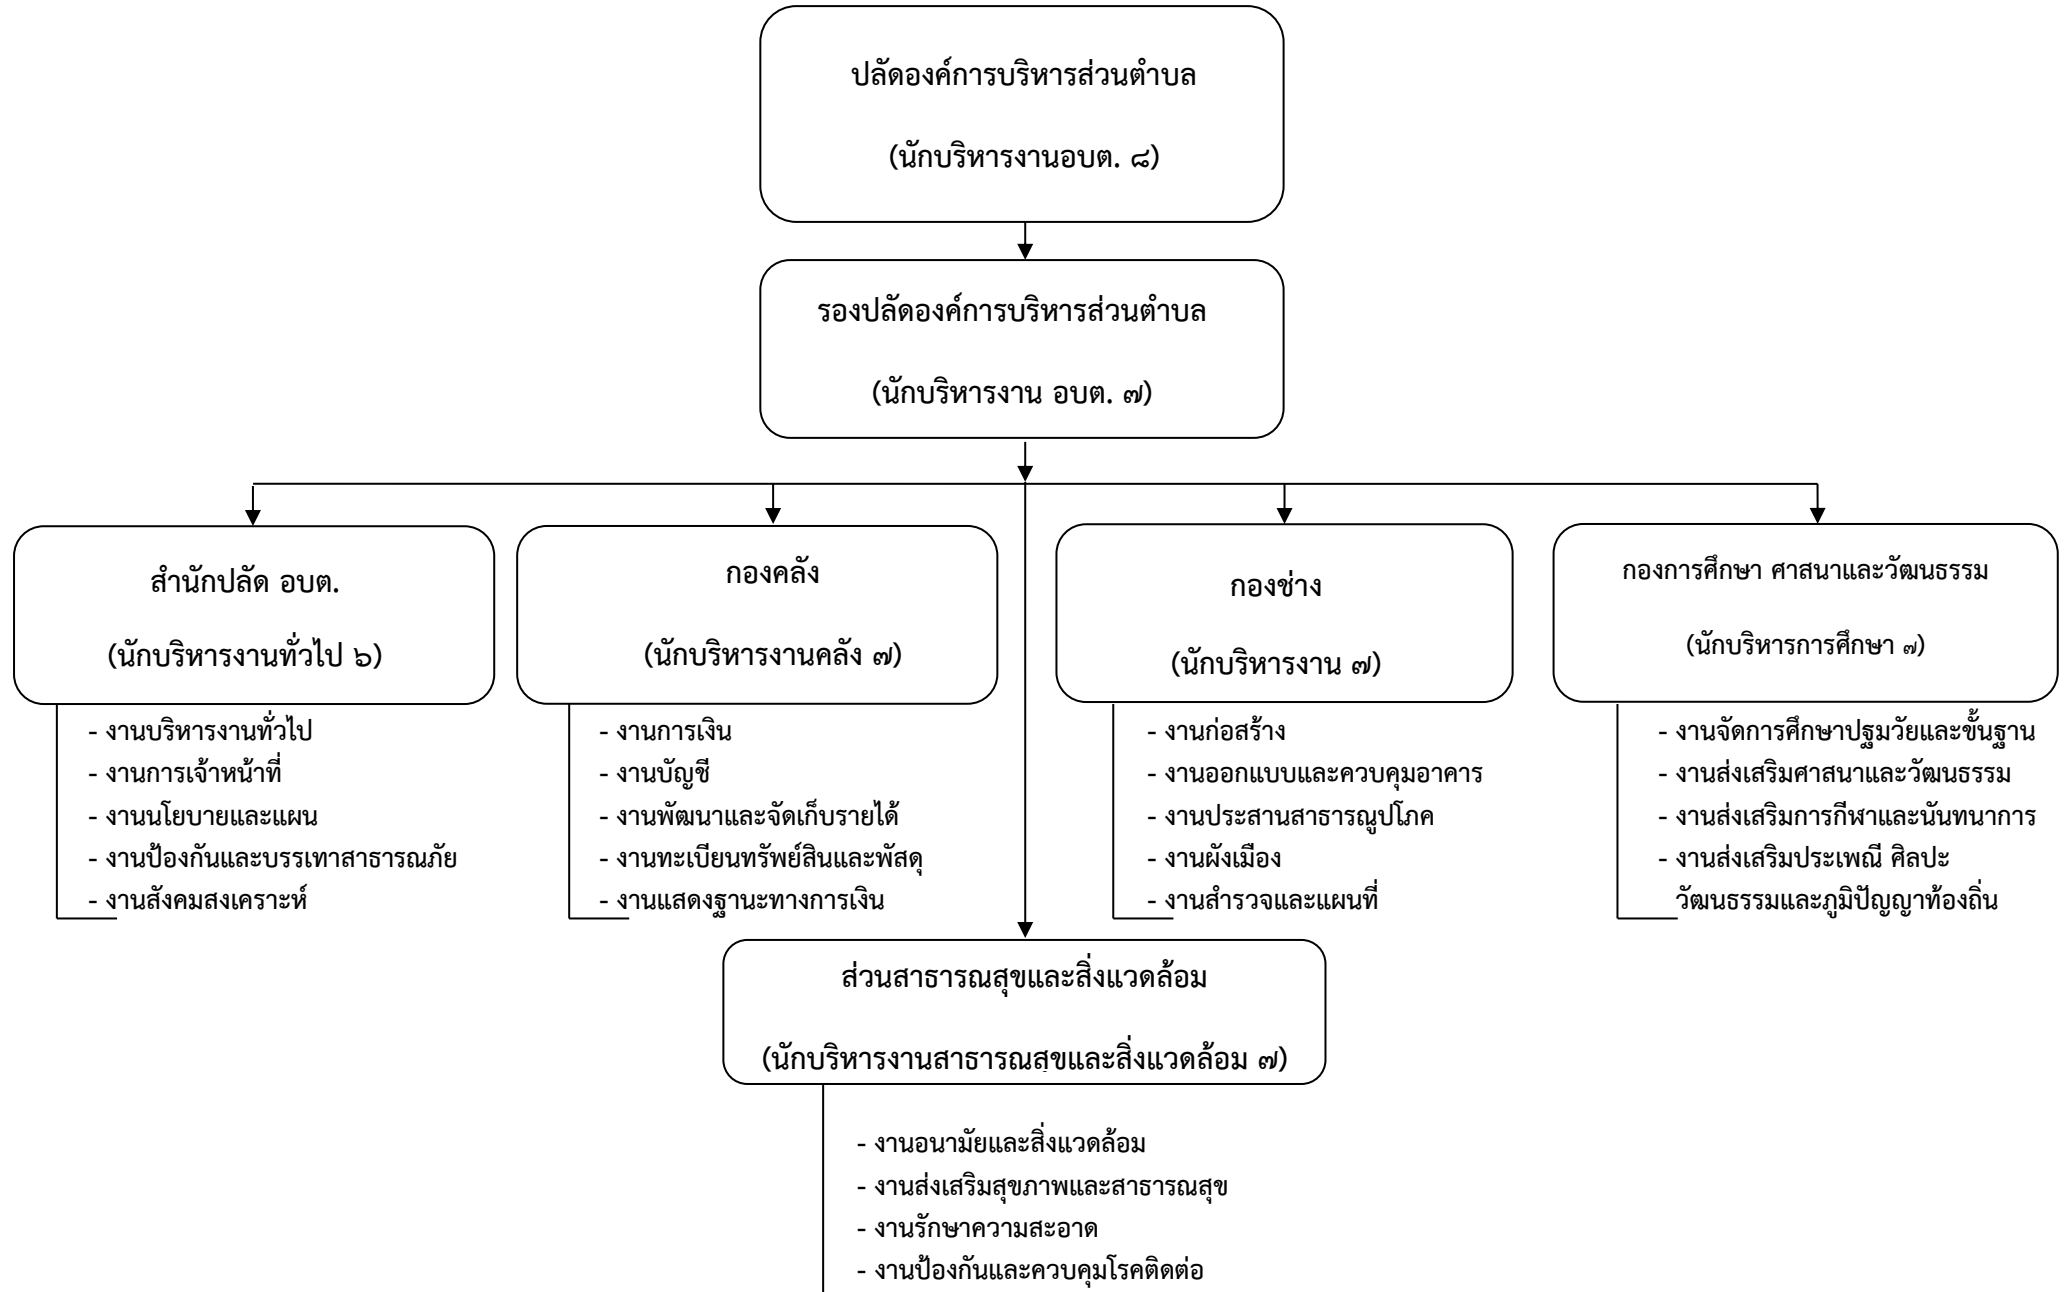 ปลัดองค์การบริหารส่วนตำบล
(นักบริหารงานอบต. ๘)
รองปลัดองค์การบริหารส่วนตำบล
(นักบริหารงาน อบต. ๗)
สำนักปลัด อบต.
(นักบริหารงานทั่วไป ๖)
- งานบริหารงานทั่วไป
- งานการเจ้าหน้าที่
- งานนโยบายและแผน
- งานป้องกันและบรรเทาสาธารณภัย
- งานสังคมสงเคราะห์
กองคลัง
(นักบริหารงานคลัง ๗)
- งานการเงิน
- งานบัญชี
- งานพัฒนาและจัดเก็บรายได้
- งานทะเบียนทรัพย์สินและพัสดุ
- งานแสดงฐานะทางการเงิน
กองช่าง
(นักบริหารงาน ๗)
- งานก่อสร้าง
- งานออกแบบและควบคุมอาคาร
- งานประสานสาธารณูปโภค
- งานผังเมือง
- งานสำรวจและแผนที่
กองการศึกษา ศาสนาและวัฒนธรรม
(นักบริหารการศึกษา ๗)
- งานจัดการศึกษาปฐมวัยและขั้นฐาน
- งานส่งเสริมศาสนาและวัฒนธรรม
- งานส่งเสริมการกีฬาและนันทนาการ
- งานส่งเสริมประเพณี ศิลปะ
วัฒนธรรมและภูมิปัญญาท้องถิ่น
ส่วนสาธารณสุขและสิ่งแวดล้อม
(นักบริหารงานสาธารณสุขและสิ่งแวดล้อม ๗)
- งานอนามัยและสิ่งแวดล้อม
- งานส่งเสริมสุขภาพและสาธารณสุข
- งานรักษาความสะอาด
- งานป้องกันและควบคุมโรคติดต่อ